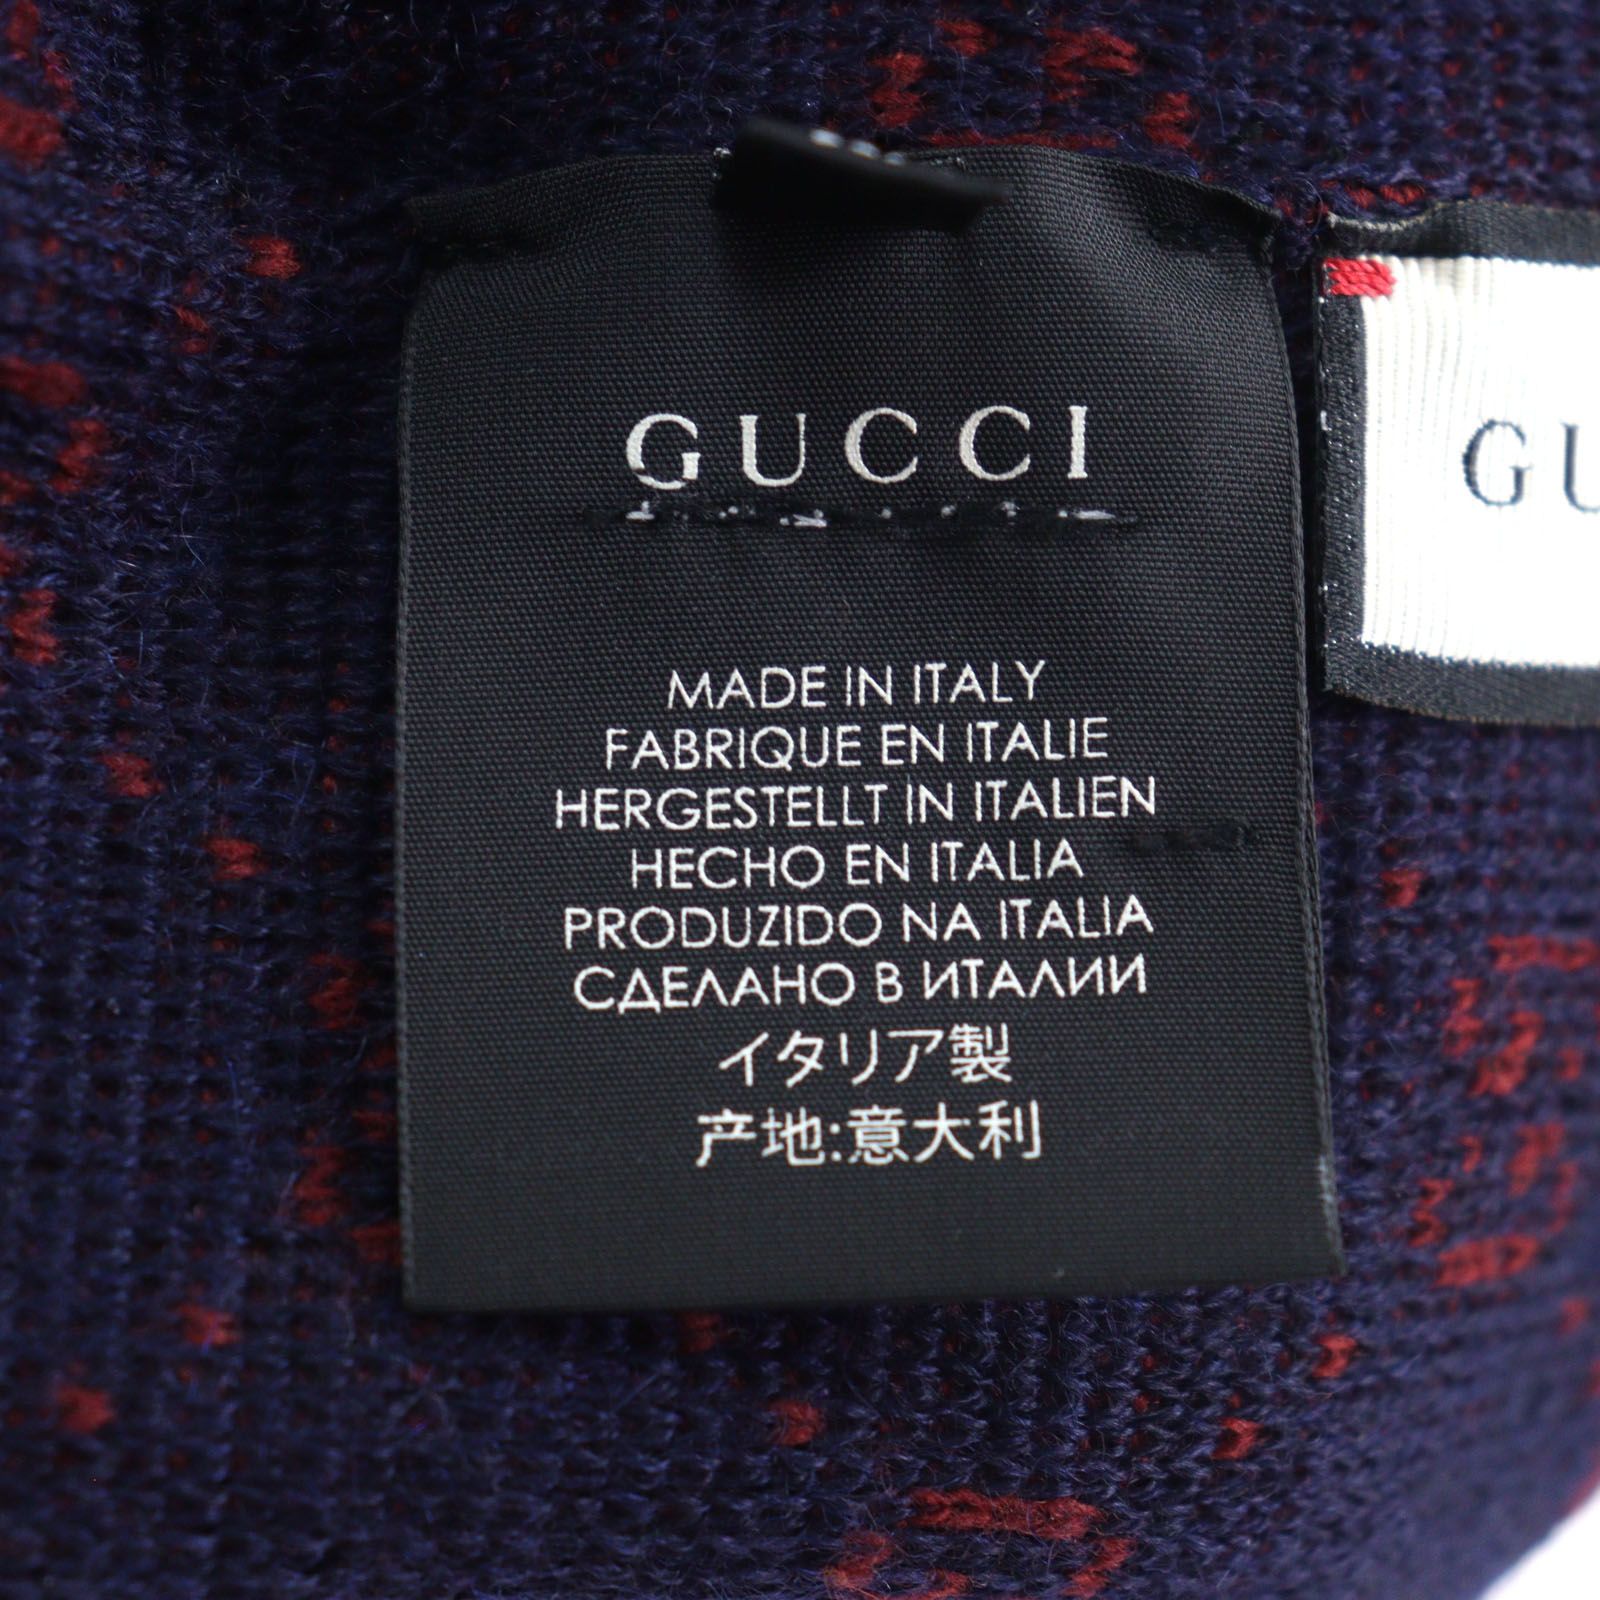 GUCCI
MADE IN ITALY
FABRIQUE EN ITALIE
HERGESTELLT IN ITALIEN
HECHO EN ITALIA
PRODUZIDO NA ITALIA
СДЕЛАНО В ИТАЛИИ
イタリア製
产地:意大利
GU